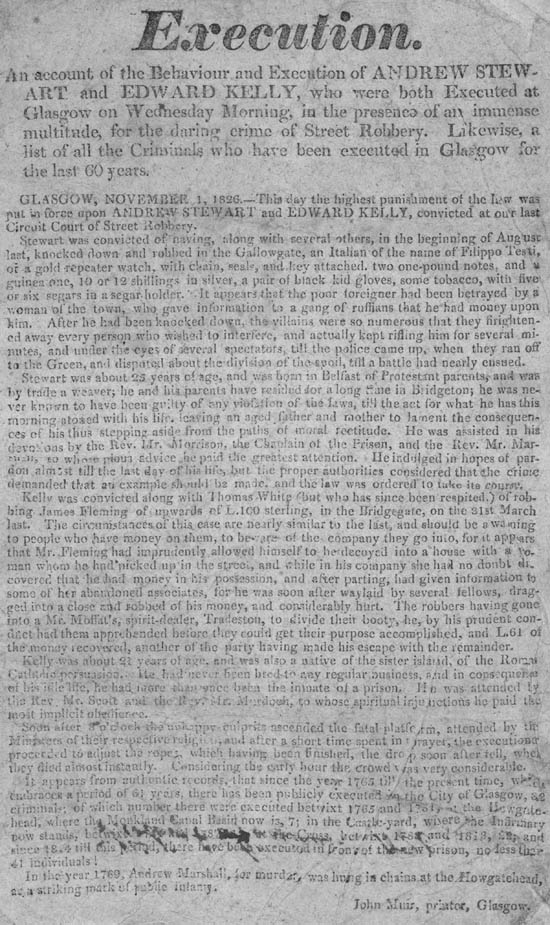 Execution.
An account of the Behaviour and Execution of ANDREW STEW-
ART and EDWARD KELLY, who were both Executed at
Glasgow on Wednesday Morning, in the presence of an immense
multitude, for the daring crime of Street Robbery. Likewise, a
list of all the Criminals who have been executed in Glasgow for
the last 60 years.
GLASGOW, NOVEMBER 1, 1826.—This day the highest punishment of the law was
put in force upon ANDREW STEWART and EDWARD KELLY, convicted at our last
Circuit Court of Street Robbery.
Stewart was convicted of having, along with several others, in the beginning of August
last, knocked down and robbed in the Gallowgate, an Italian of the name of Filippo Testi,
of a gold repeater watch, with chain, seals, and key attached, two one-pound notes, and a
guinea one, 10 or 12 shillings in silver, a pair of black kid gloves, some tobacco, with five
or six segars in a segar holder. It appears that the poor foreigner had been betrayed by a
woman of the town, who gave information to a gang of ruffians that he had money upon
him. After he had been knocked down, the villains were so numerous that they frighten-
ed away every person who wished to interfere, and actually kept rifling him for several mi-
nutes, and under the eyes of several spectators, till the police came up, when they ran off
to the Green, and disputed about the division of the spoil, till a battle had nearly ensued.
Stewart was about 23 years of age, and was born in Belfast of Protestant parents, and was
by trade a weaver; he and his parents have resided for a long time in Bridgeton; he was ne-
ver known to have been guilty of any violation of the laws, till the act for what he has this
morning atoned with his life, leaving an aged father and mother to lament the consequen-
ces of his thus stepping aside from the paths of moral rectitude. He was assisted in his
devotions by the Rev. Mr. Morrison, the Chaplain of the Prison, and the Rev. Mr. Mar-
to whose pious advice he paid the greatest attention. He indulged in hopes of par-
don almost till the last day of his life, but the proper authorities considered that the crime
demanded that an example should be made, and the law was ordered to take its course.
Kelly was convicted along with Thomas White (but who has since been respited,) of rob-
bing James Fleming of upwards of L.100 sterling, in the Bridgegate, on the 31st March
last. The circumstances of this case are nearly similar to the last, and should be a warning
to people who have money on them, to beware of the company they go into, for it appears
that Mr. Fleming had imprudently allowed himself to be decoyed into a house with a wo-
man whom he had picked up in the street, and while in his company she had no doubt dis-
covered that he had money in his possession, and after parting, had given information to
some of her abandoned associates, for he was soon after waylaid by several fellows, drag-
ged into a close and robbed of his money, and considerably hurt. The robbers having gone
into a Mr. Moffat's, spirit-dealer, Tradeston, to divide their booty, he, by his prudent con-
duct had them apprehended before they could get their purpose accomplished, and L.61 of
the money recovered, another of the party having made his escape with the remainder.
Kelly was about 21 years of age, and was also a native of the sister island, of the Roman
Catholic persuasion. He had never been bred to any regular business, and in consequence
of his idle life, he had more than once been the inmate of a prison. He was attended by
the Rev. Mr. Scott and the Rev. Mr. Murdoch, to whose spiritual injunctions he paid the
most implicit obedience.
Soon after 8 o'clock the unhappy culprits ascended the fatal platform, attended by the
Ministers of their respective religion, and after a short time spent in prayer, the executioner
proceeded to adjust the ropes, which having been finished, the drop soon after fell, when
they died almost instantly. Considering the early hour the crowd was very considerable.
It appears from authentic records, that since the year 1765 till the present time, which
embraces a period of 61 years, there has been publicly executed in the City of Glasgow,
criminals; of which number there were executed betwixt 1765 and at the Howgate-
head, where the Monkland Canal Basin now is, 7; in the Castle-yard, where the Infirmary
now stands, betwixt the Cross, betwixt 1788 and 1813, and
since 1814 till this period, there have been executed in front of the new prison, no less than
41 individuals!
In the year 1769, Andrew Marshall, for murder, was hung in chains at the Howgatehead,
as a striking mark of public infamy.
John Muir, printer, Glasgow.